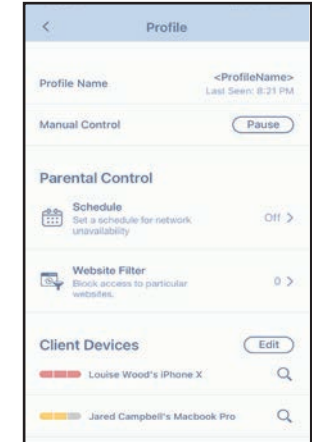 Profile
Profile Name
<ProfileName>
Last Seen: 8:21 PM
Manual Control
Pause
Parental Control
Schedule
Set a schedule for network
unavailability
Off
Website Filter
Block access to particular
websites.
0
Client Devices
Edit
Louise Wood's iPhone X
Jared Campbell's Macbook Pro